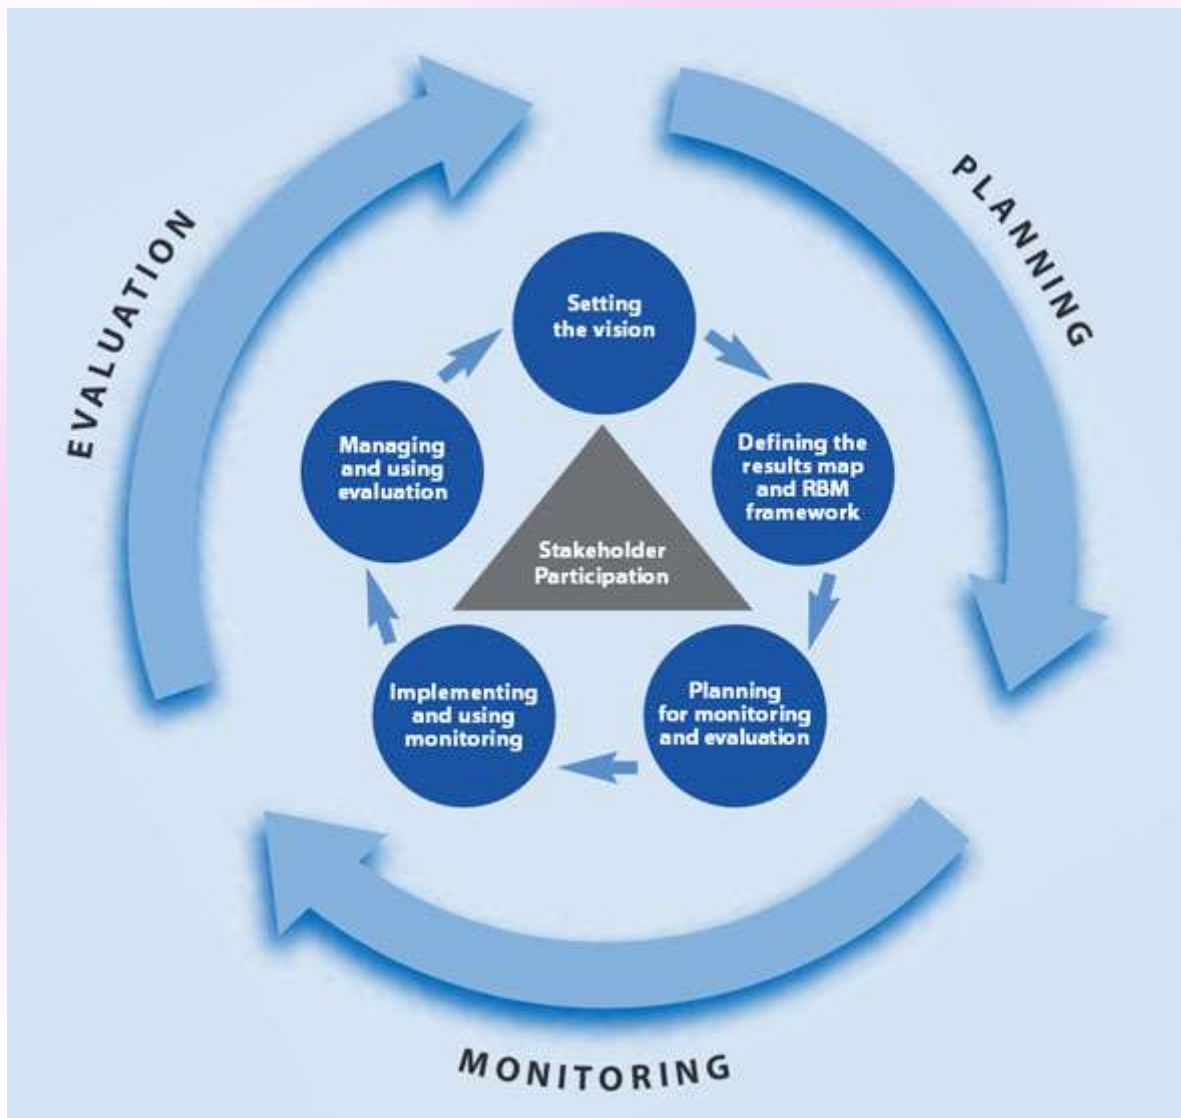 EVALUATION
PLANNING
Setting
the vision
Defining the
results map
and RBM
framework
Planning
for monitoring
and evaluation
Implementing
and using
monitoring
Managing
and using
evaluation
Stakeholder
Participation
MONITORING